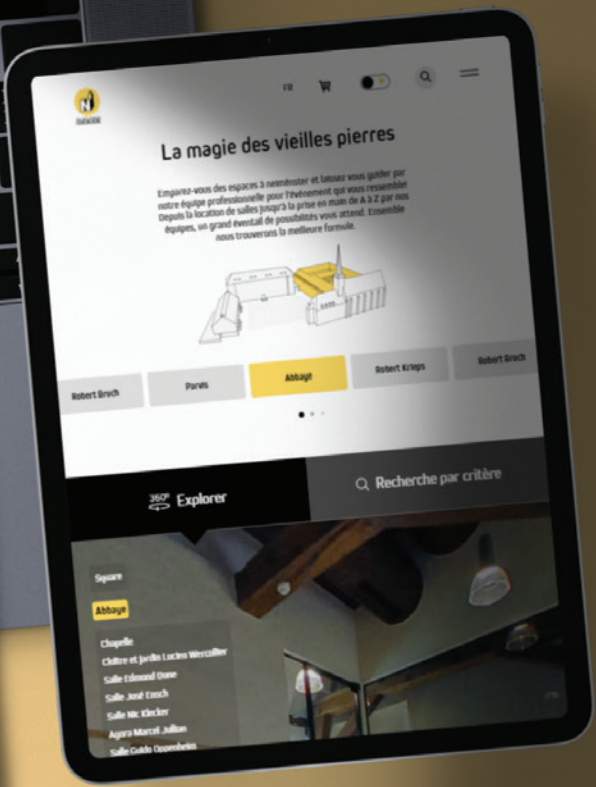 FR
La magie des vieilles pierres
Emparez-vous des espaces à neimënster et laissez vous guider par
notre équipe professionnelle pour l'événement qui vous ressemble!
Depuis la location de salles jusqu'à la prise en main de A à Z par nos
équipes, un grand éventail de possibilités vous attend. Ensemble
nous trouverons la meilleure formule.
Robert Bruch
Parvis
Abbaye
Robert Krieps
Robert Bruch
360° Explorer
Recherche par critère
Square
Abbaye
Chapelle
Cloître et Jardin Lucien Wercollier
Salle Edmond Dune
Salle José Ensch
Salle Nic Klecker
Agora Marcel Jullian
Salle Guido Oppenheim